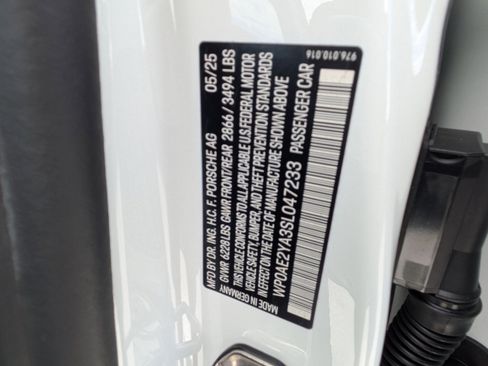 976.010.016
MFD. BY DR. ING. H.C. F. PORSCHE AG 05/25
GVWR 6228 LBS GAWR FRONT/REAR 2866 / 3494 LBS
THIS VEHICLE CONFORMS TO ALL APPLICABLE U.S. FEDERAL MOTOR
VEHICLE SAFETY, BUMPER, AND THEFT PREVENTION STANDARDS
IN EFFECT ON THE DATE OF MANUFACTURE SHOWN ABOVE
WP0AE2YA3SL047233 PASSENGER CAR
MADE IN GERMANY